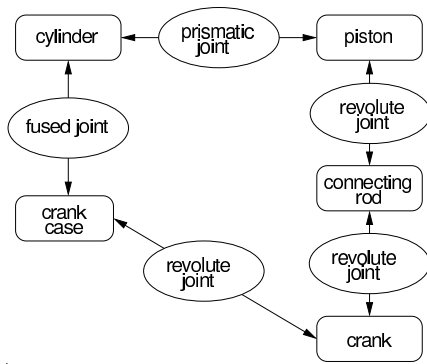 cylinder
prismatic
joint
piston
fused joint
revolute
joint
crank
case
connecting
rod
revolute
joint
revolute
joint
crank